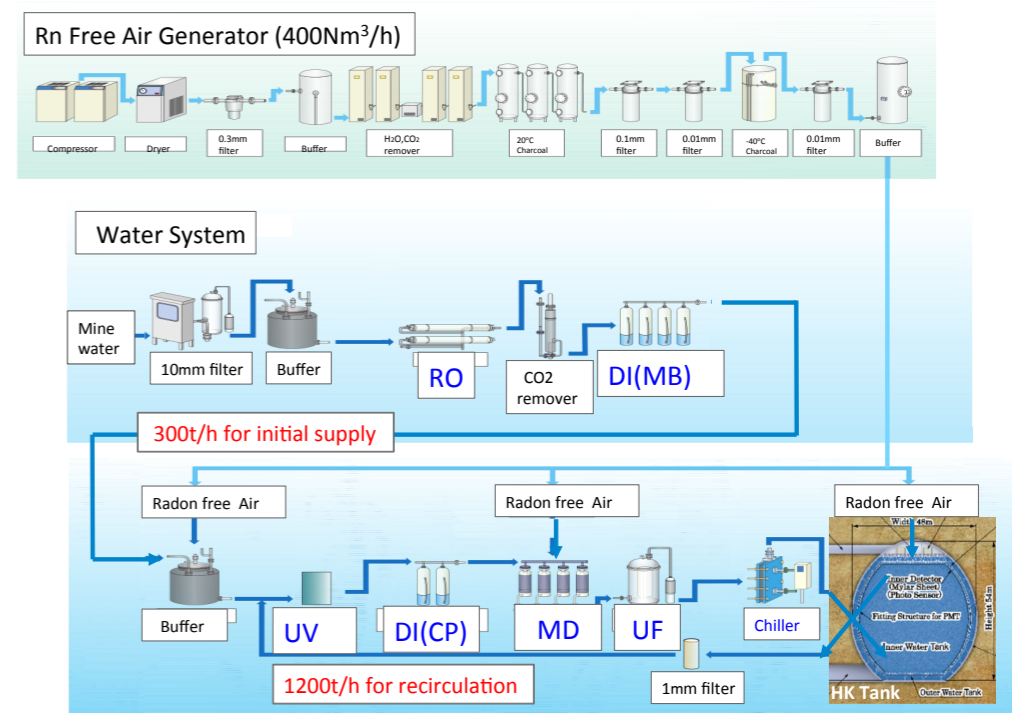 Rn Free Air Generator (400Nm³/h)
Compressor
Dryer
0.3mm
filter
Buffer
H2O,CO2
remover
20°C
Charcoal
0.1mm
filter
0.01mm
filter
-40°C
Charcoal
0.01mm
filter
Buffer
Water System
Mine
water
10mm filter
Buffer
RO
CO2
remover
DI(MB)
300t/h for initial supply
Radon free Air
Radon free Air
Radon free Air
Buffer
UV
DI(CP)
MD
UF
Chiller
1mm filter
1200t/h for recirculation
Width 48m
Height 54m
Inner Detector
(Mylar Sheet)
(Photo Sensor)
Fitting Structure for PMT
Inner Water Tank
HK Tank
Outer Water Tank